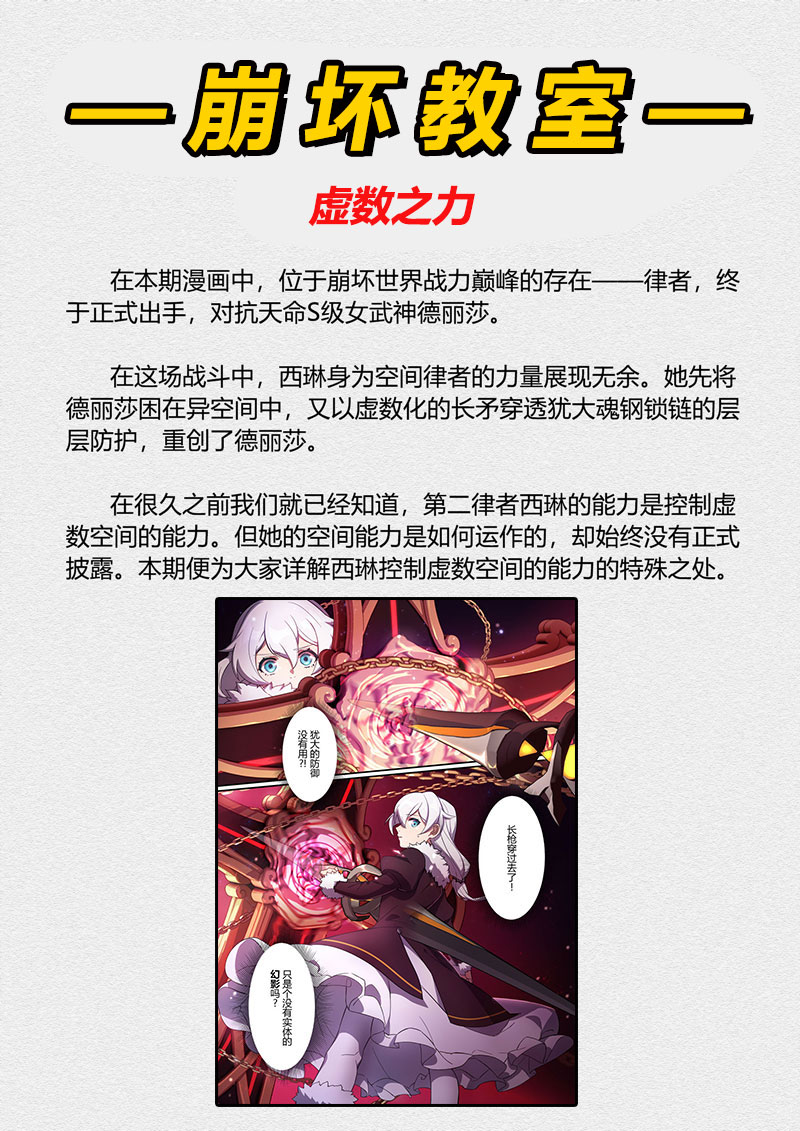 —崩坏教室—
虚数之力
在本期漫画中，位于崩坏世界战力巅峰的存在——律者，终
于正式出手，对抗天命S级女武神德丽莎。
在这场战斗中，西琳身为空间律者的力量展现无余。她先将
德丽莎困在异空间中，又以虚数化的长矛穿透犹大魂钢锁链的层
层防护，重创了德丽莎。
在很久之前我们就已经知道，第二律者西琳的能力是控制虚
数空间的能力。但她的空间能力是如何运作的，却始终没有正式
披露。本期便为大家详解西琳控制虚数空间的能力的特殊之处。
犹大的防御
没有用?!
长枪穿过去了!
只是个没有实体的
幻影吗?